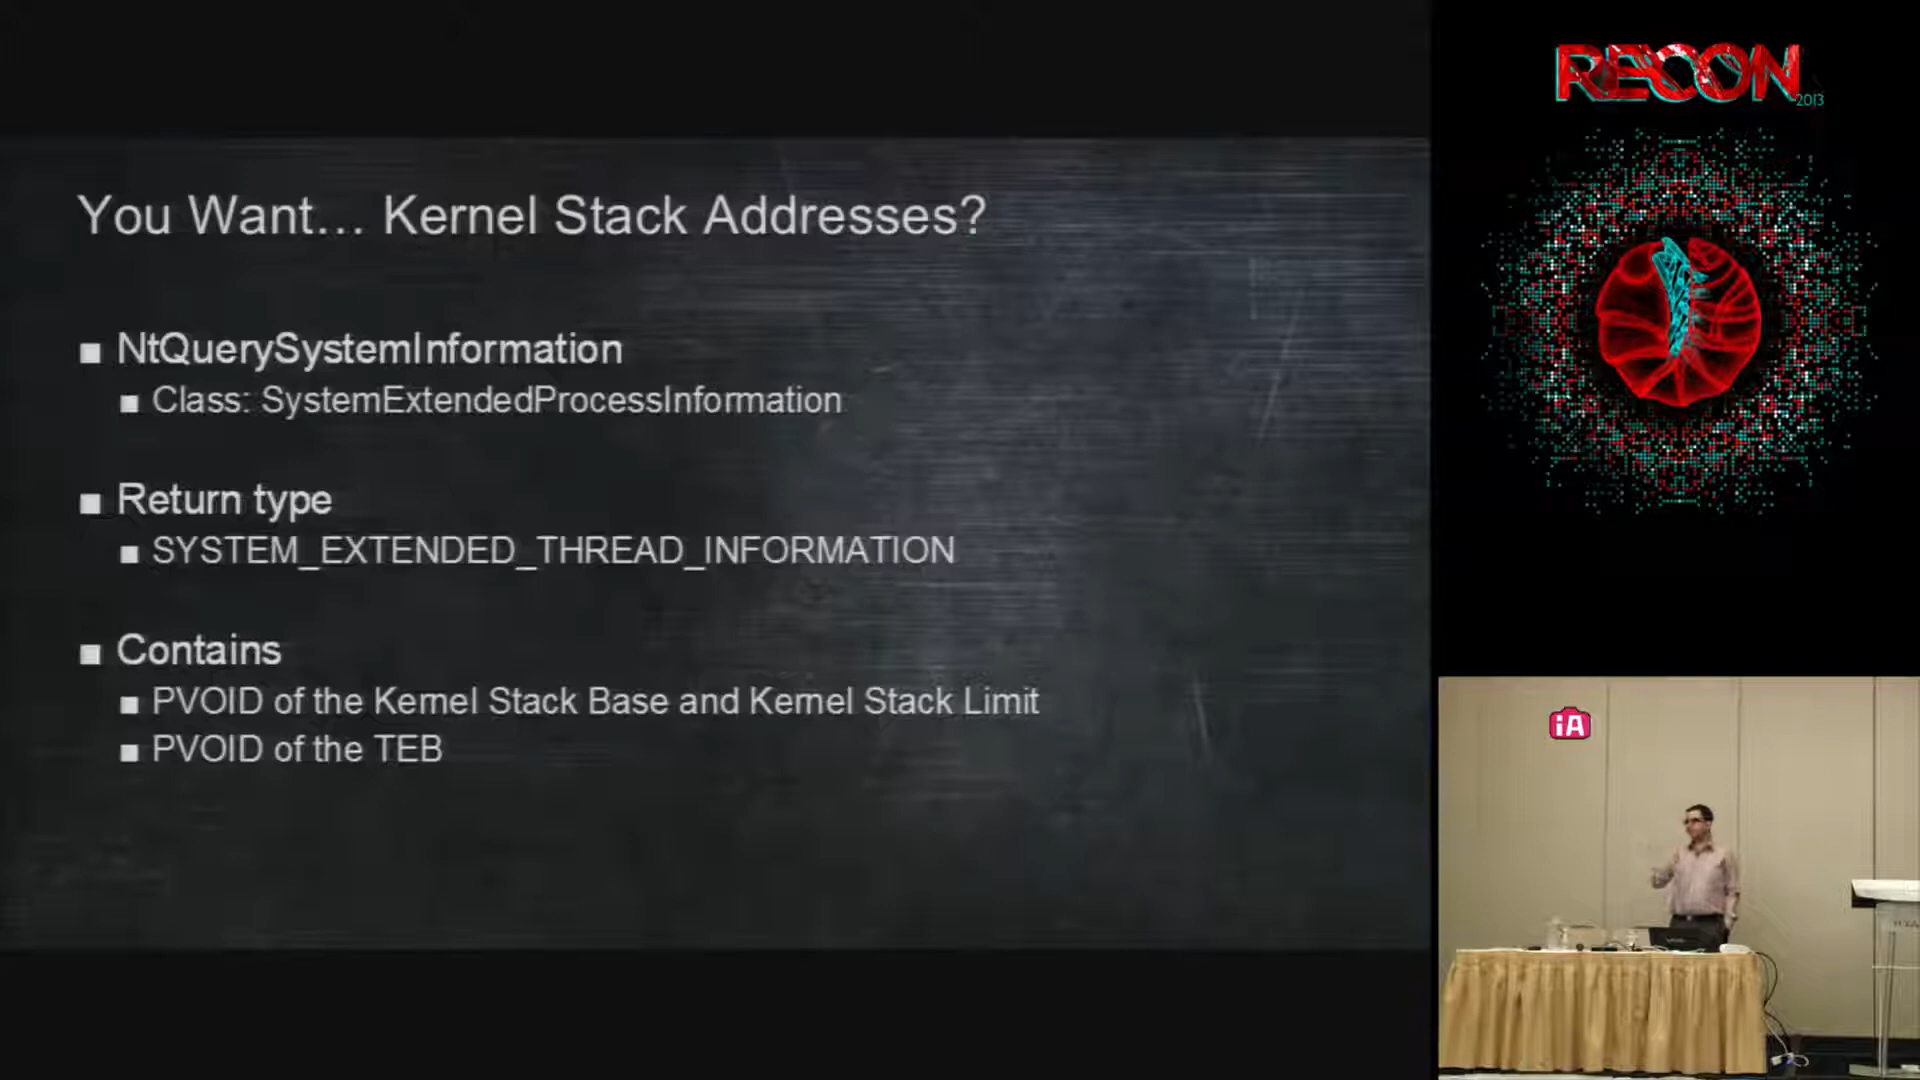 You Want... Kernel Stack Addresses?
NtQuerySystemInformation
Class: SystemExtendedProcessInformation
Return type
SYSTEM_EXTENDED_THREAD_INFORMATION
Contains
PVOID of the Kernel Stack Base and Kernel Stack Limit
PVOID of the TEB
RECON
2013
iA